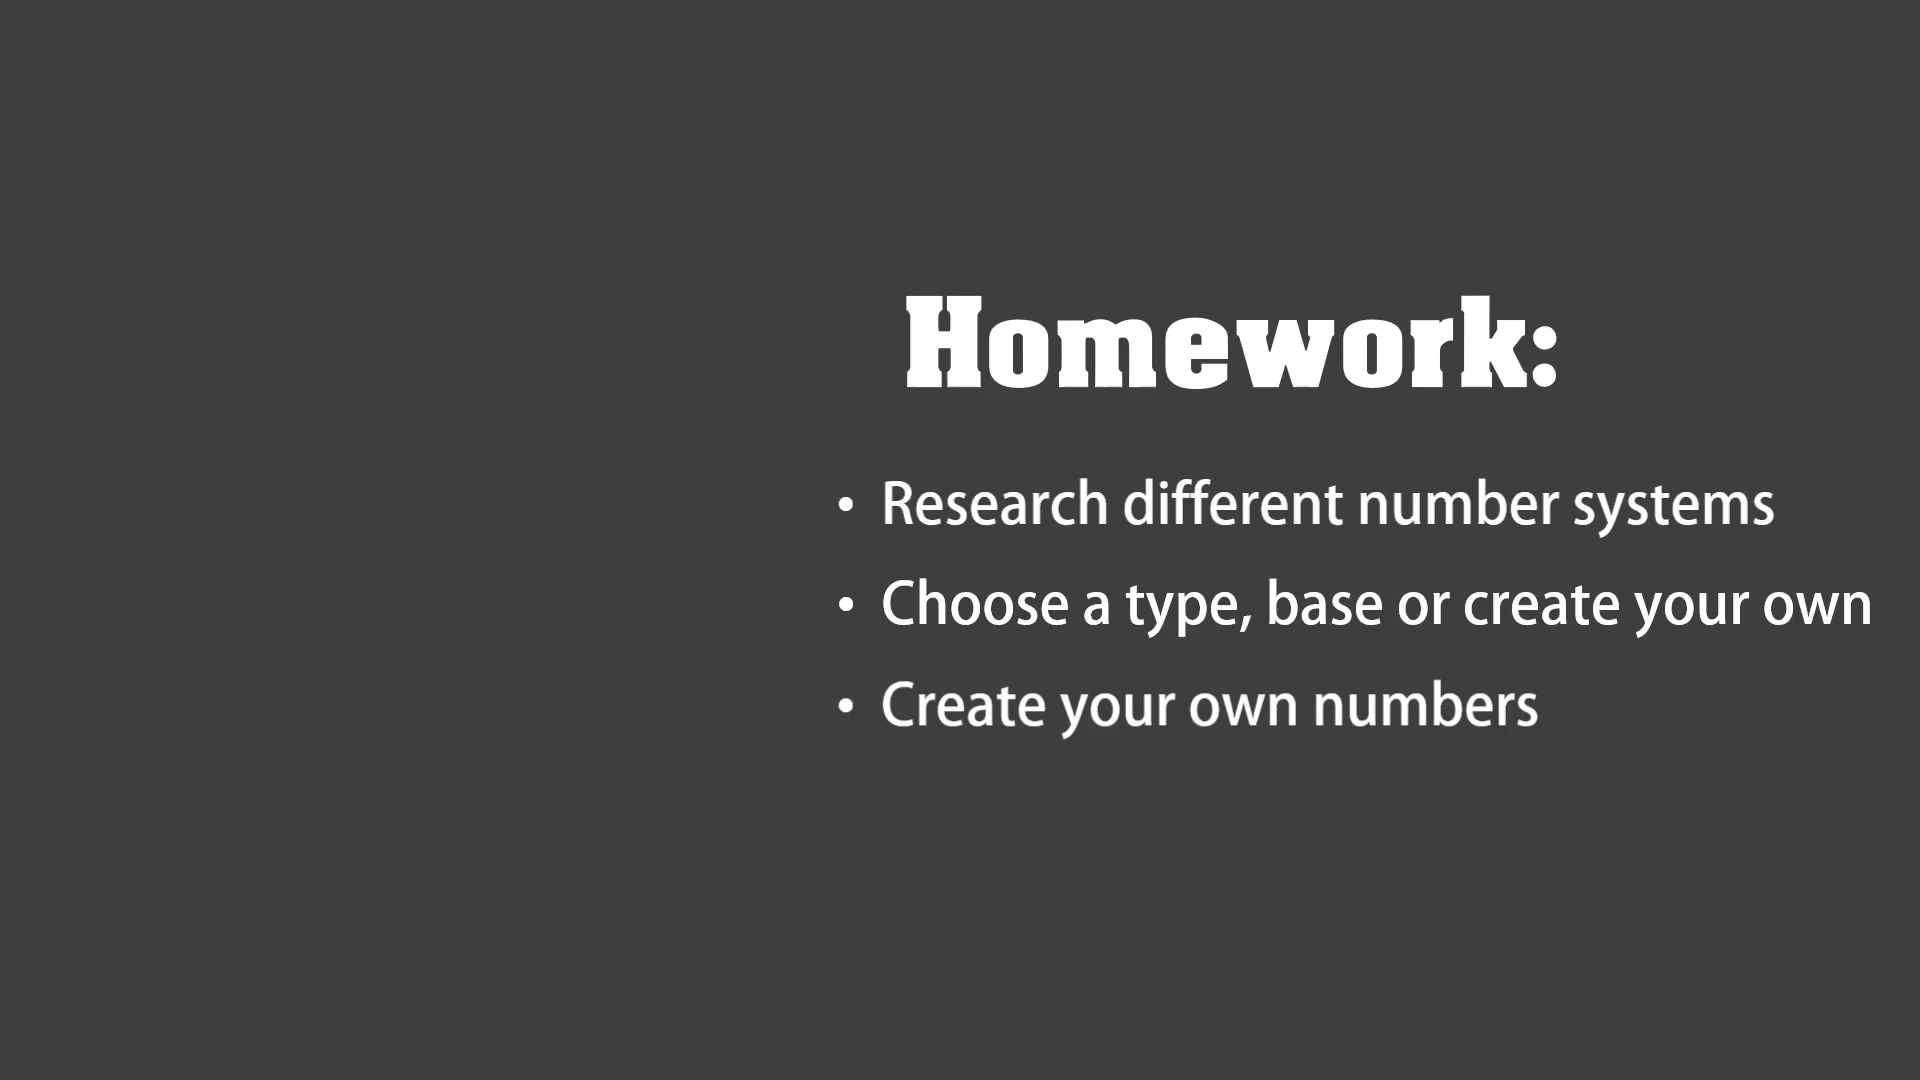 Homework:
• Research different number systems
• Choose a type, base or create your own
• Create your own numbers